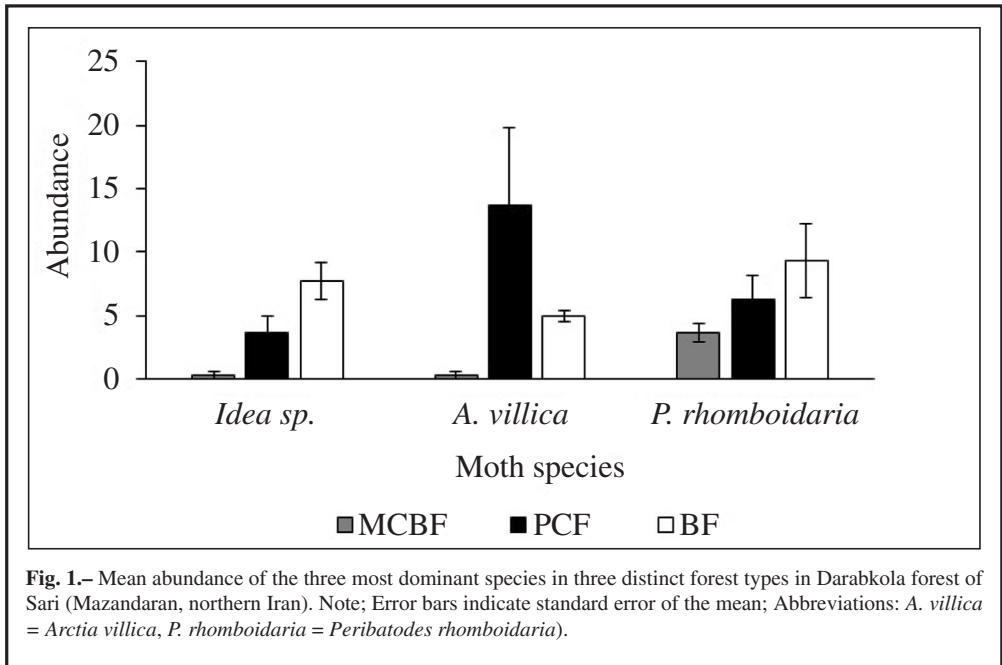 25
20
15
10
5
0
Abundance
Idea sp. A. villica P. rhomboidaria
Moth species
MCBF PCF BF
Fig. 1.– Mean abundance of the three most dominant species in three distinct forest types in Darabkola forest of
Sari (Mazandaran, northern Iran). Note; Error bars indicate standard error of the mean; Abbreviations: A. villica
= Arctia villica, P. rhomboidaria = Peribatodes rhomboidaria).